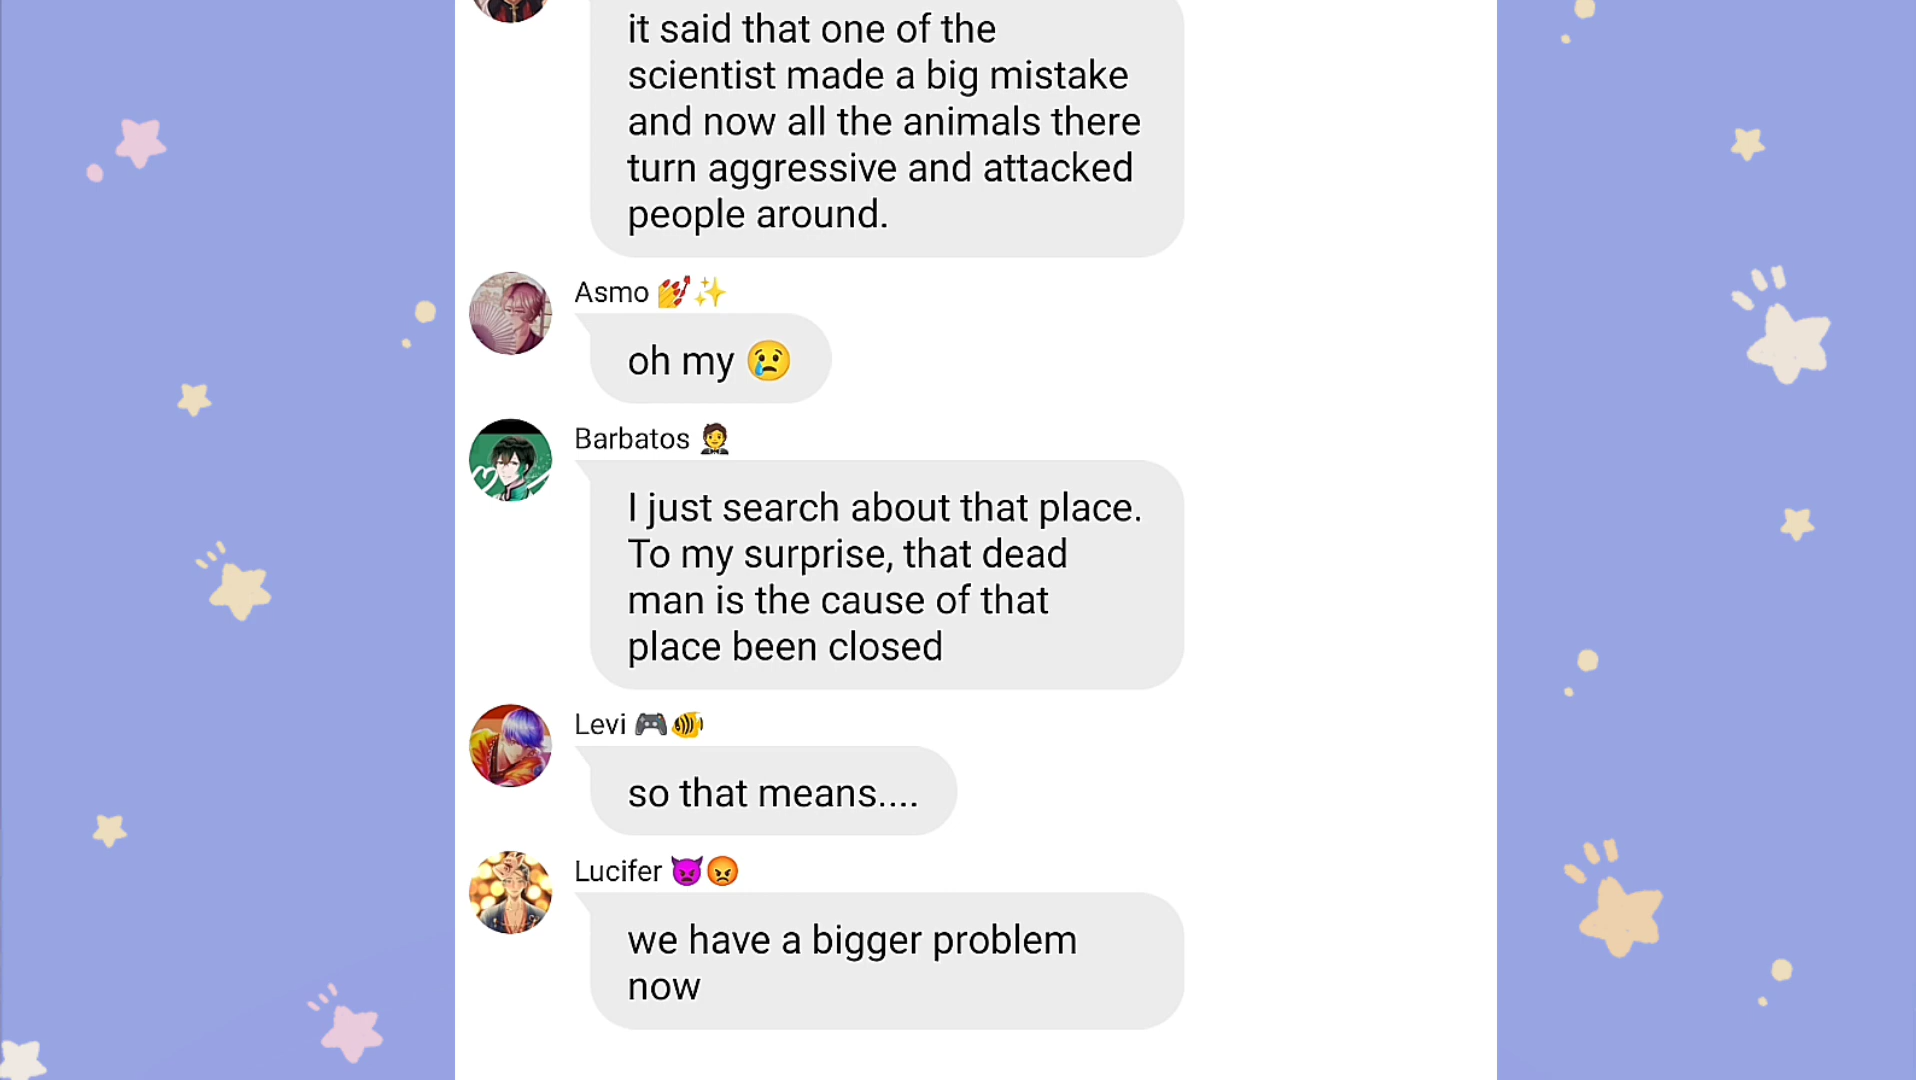 it said that one of the
scientist made a big mistake
and now all the animals there
turn aggressive and attacked
people around.
Asmo 💅✨
oh my 😢
Barbatos 🤵
I just search about that place.
To my surprise, that dead
man is the cause of that
place been closed
Levi 🎮🐠
so that means....
Lucifer 👿😡
we have a bigger problem
now